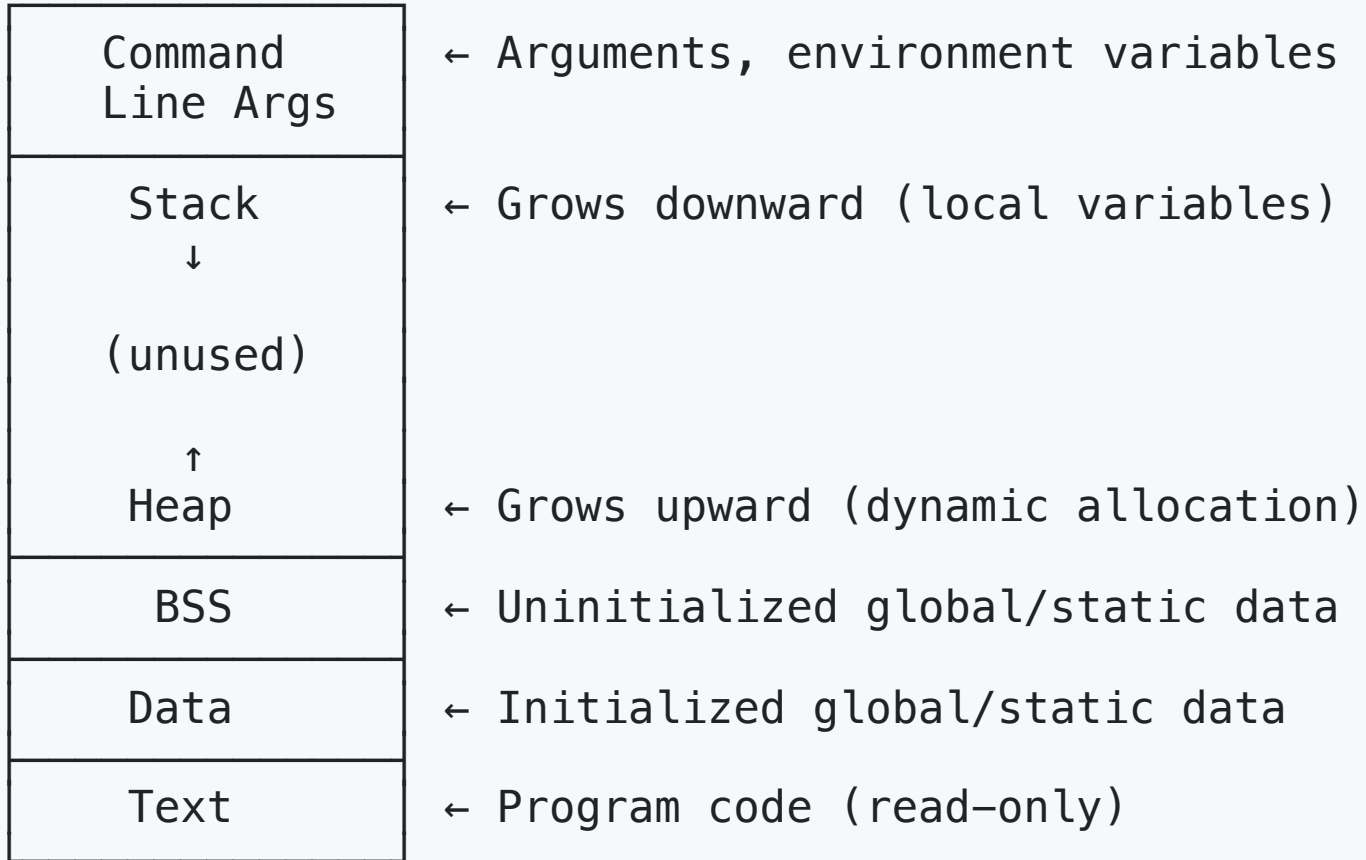 Command ← Arguments, environment variables
Line Args
Stack ← Grows downward (local variables)
↓
(unused)
↑
Heap ← Grows upward (dynamic allocation)
BSS ← Uninitialized global/static data
Data ← Initialized global/static data
Text ← Program code (read-only)